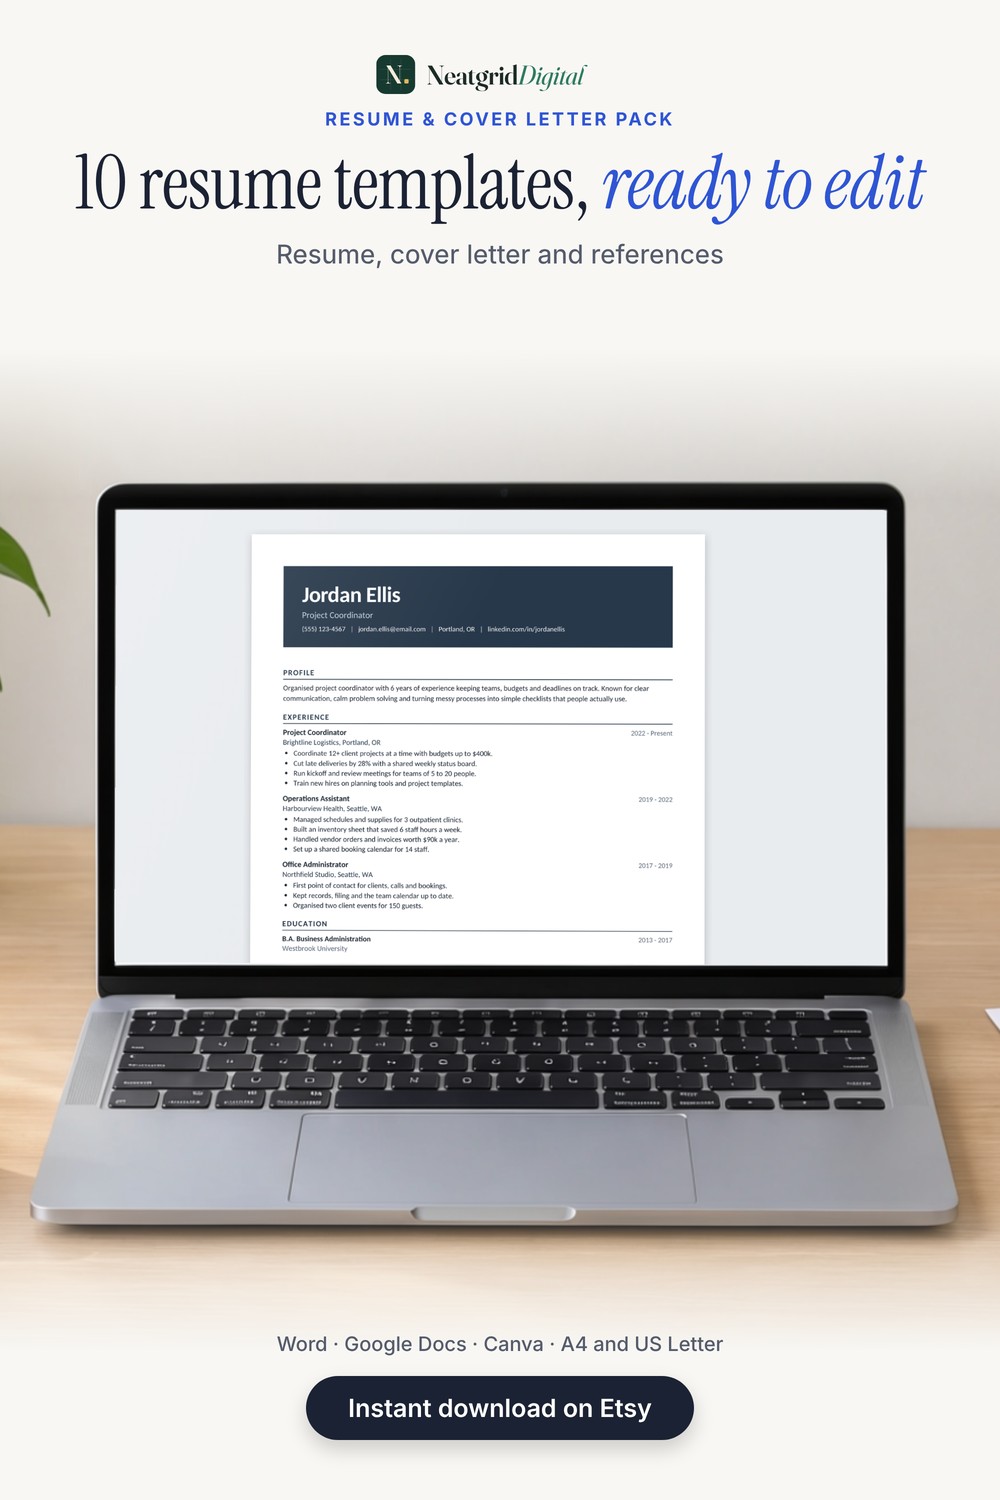 N. NeatgridDigital
RESUME & COVER LETTER PACK
10 resume templates, ready to edit
Resume, cover letter and references
Jordan Ellis
Project Coordinator
(555) 123-4567 | jordan.ellis@email.com | Portland, OR | linkedin.com/in/jordanellis
PROFILE
Organised project coordinator with 6 years of experience keeping teams, budgets and deadlines on track. Known for clear
communication, calm problem solving and turning messy processes into simple checklists that people actually use.
EXPERIENCE
Project Coordinator 2022 - Present
Brightline Logistics, Portland, OR
• Coordinate 12+ client projects at a time with budgets up to $400k.
• Cut late deliveries by 28% with a shared weekly status board.
• Run kickoff and review meetings for teams of 5 to 20 people.
• Train new hires on planning tools and project templates.
Operations Assistant 2019 - 2022
Harbourview Health, Seattle, WA
• Managed schedules and supplies for 3 outpatient clinics.
• Built an inventory sheet that saved 6 staff hours a week.
• Handled vendor orders and invoices worth $90k a year.
• Set up a shared booking calendar for 14 staff.
Office Administrator 2017 - 2019
Northfield Studio, Seattle, WA
• First point of contact for clients, calls and bookings.
• Kept records, filing and the team calendar up to date.
• Organised two client events for 150 guests.
EDUCATION
B.A. Business Administration 2013 - 2017
Westbrook University
Word · Google Docs · Canva · A4 and US Letter
Instant download on Etsy